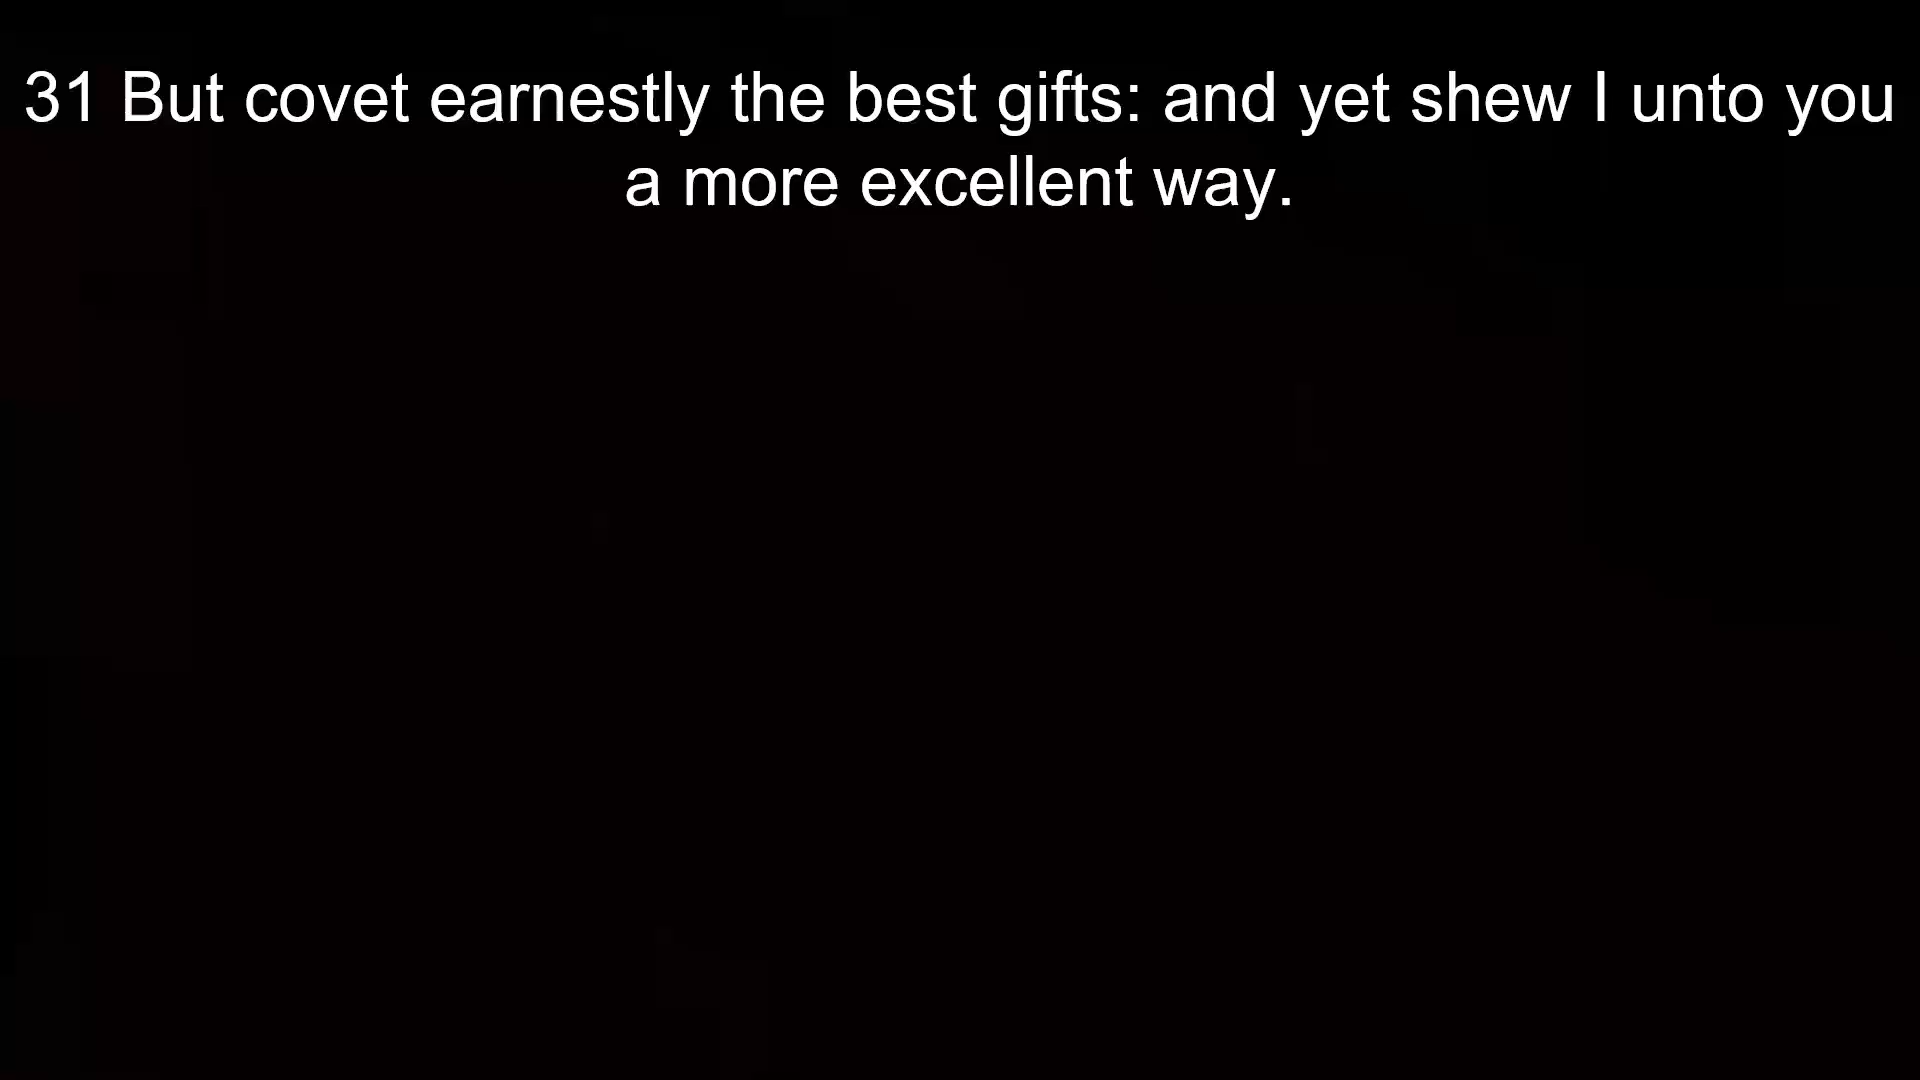 31 But covet earnestly the best gifts: and yet shew I unto you
a more excellent way.